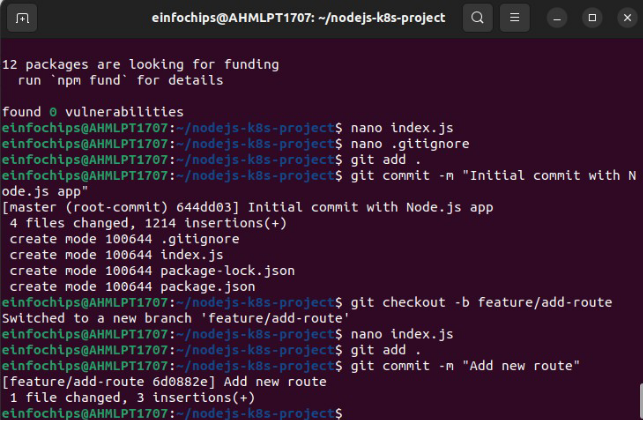 einfochips@AHMLPT1707: ~/nodejs-k8s-project
12 packages are looking for funding
  run `npm fund` for details
found 0 vulnerabilities
einfochips@AHMLPT1707:~/nodejs-k8s-project$ nano index.js
einfochips@AHMLPT1707:~/nodejs-k8s-project$ nano .gitignore
einfochips@AHMLPT1707:~/nodejs-k8s-project$ git add .
einfochips@AHMLPT1707:~/nodejs-k8s-project$ git commit -m "Initial commit with N
ode.js app"
[master (root-commit) 644dd03] Initial commit with Node.js app
 4 files changed, 1214 insertions(+)
 create mode 100644 .gitignore
 create mode 100644 index.js
 create mode 100644 package-lock.json
 create mode 100644 package.json
einfochips@AHMLPT1707:~/nodejs-k8s-project$ git checkout -b feature/add-route
Switched to a new branch 'feature/add-route'
einfochips@AHMLPT1707:~/nodejs-k8s-project$ nano index.js
einfochips@AHMLPT1707:~/nodejs-k8s-project$ git add .
einfochips@AHMLPT1707:~/nodejs-k8s-project$ git commit -m "Add new route"
[feature/add-route 6d0882e] Add new route
 1 file changed, 3 insertions(+)
einfochips@AHMLPT1707:~/nodejs-k8s-project$